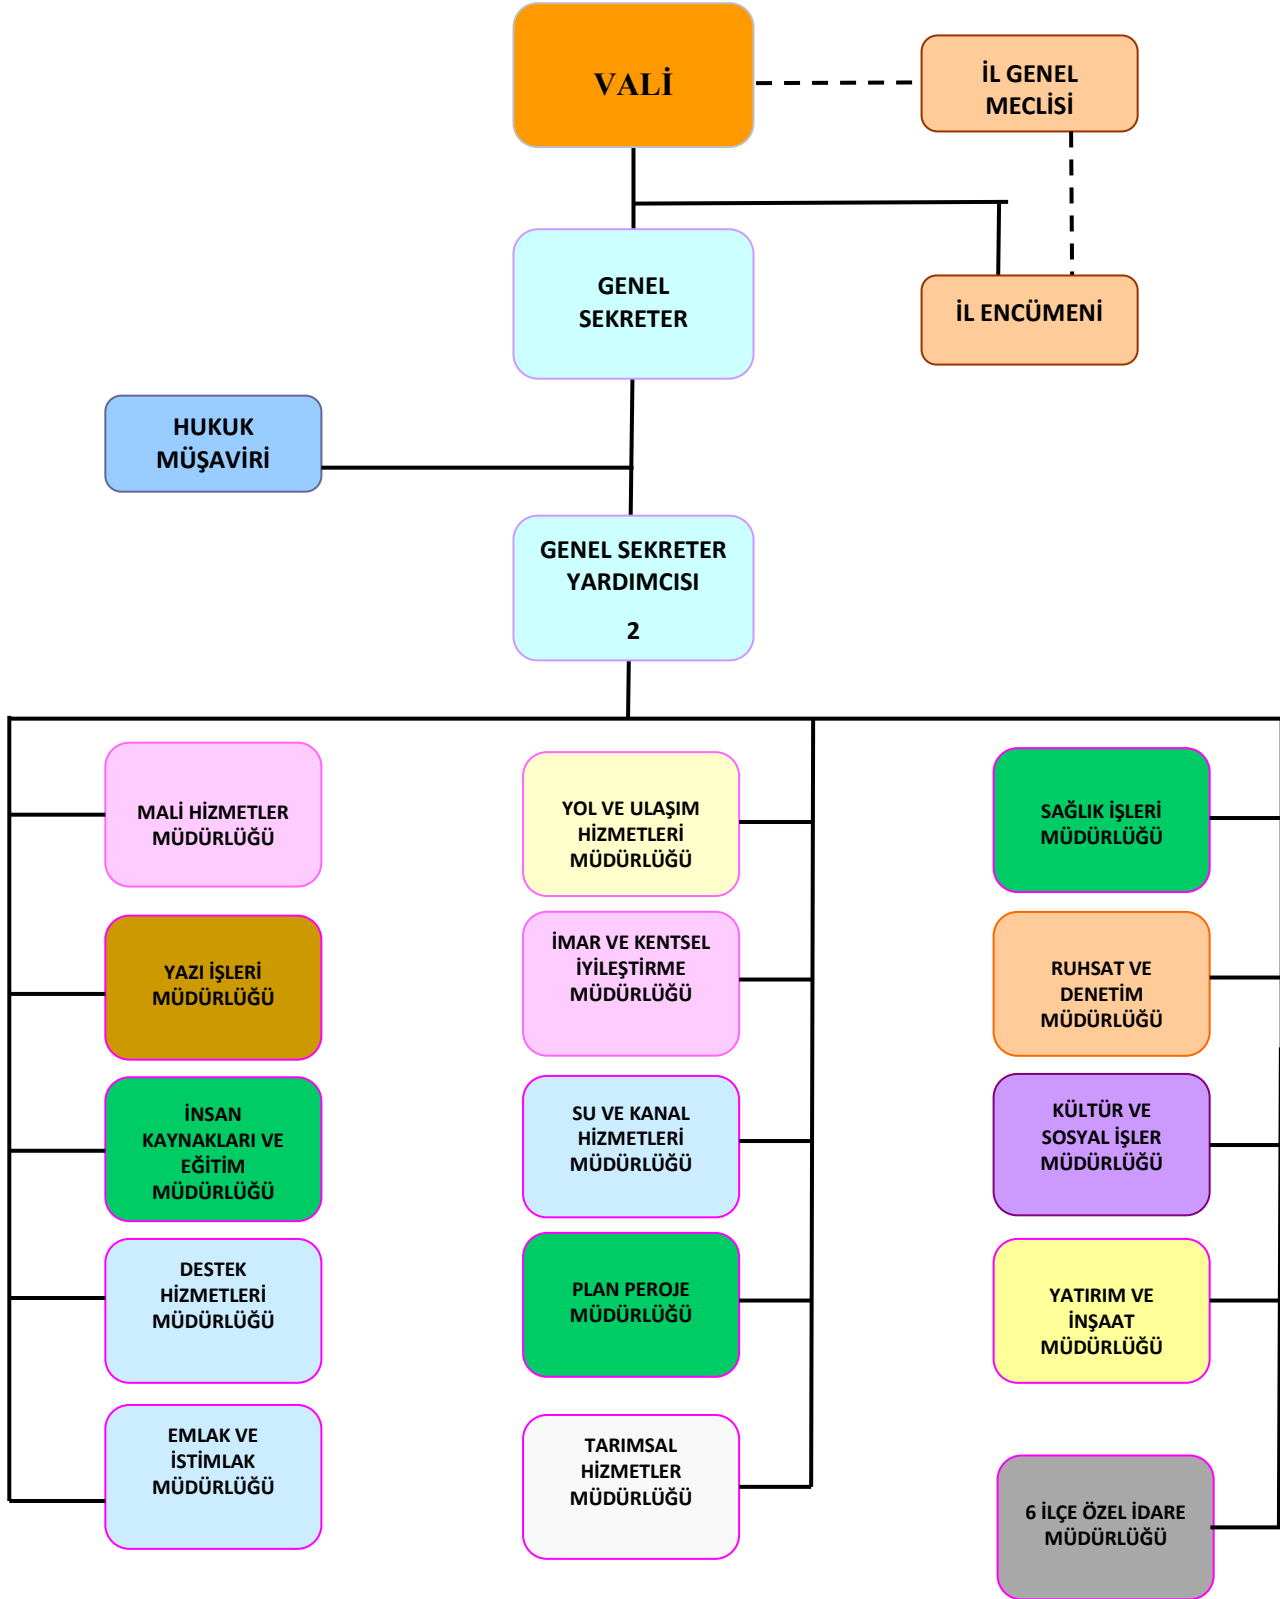 VALİ
İL GENEL
MECLİSİ
GENEL
SEKRETER
İL ENCÜMENİ
HUKUK
MÜŞAVİRİ
GENEL SEKRETER
YARDIMCISI
2
MALİ HİZMETLER
MÜDÜRLÜĞÜ
YAZI İŞLERİ
MÜDÜRLÜĞÜ
İNSAN
KAYNAKLARI VE
EĞİTİM
MÜDÜRLÜĞÜ
DESTEK
HİZMETLERİ
MÜDÜRLÜĞÜ
EMLAK VE
İSTİMLAK
MÜDÜRLÜĞÜ
YOL VE ULAŞIM
HİZMETLERİ
MÜDÜRLÜĞÜ
İMAR VE KENTSEL
İYİLEŞTİRME
MÜDÜRLÜĞÜ
SU VE KANAL
HİZMETLERİ
MÜDÜRLÜĞÜ
PLAN PEROJE
MÜDÜRLÜĞÜ
TARIMSAL
HİZMETLER
MÜDÜRLÜĞÜ
SAĞLIK İŞLERİ
MÜDÜRLÜĞÜ
RUHSAT VE
DENETİM
MÜDÜRLÜĞÜ
KÜLTÜR VE
SOSYAL İŞLER
MÜDÜRLÜĞÜ
YATIRIM VE
İNŞAAT
MÜDÜRLÜĞÜ
6 İLÇE ÖZEL İDARE
MÜDÜRLÜĞÜ